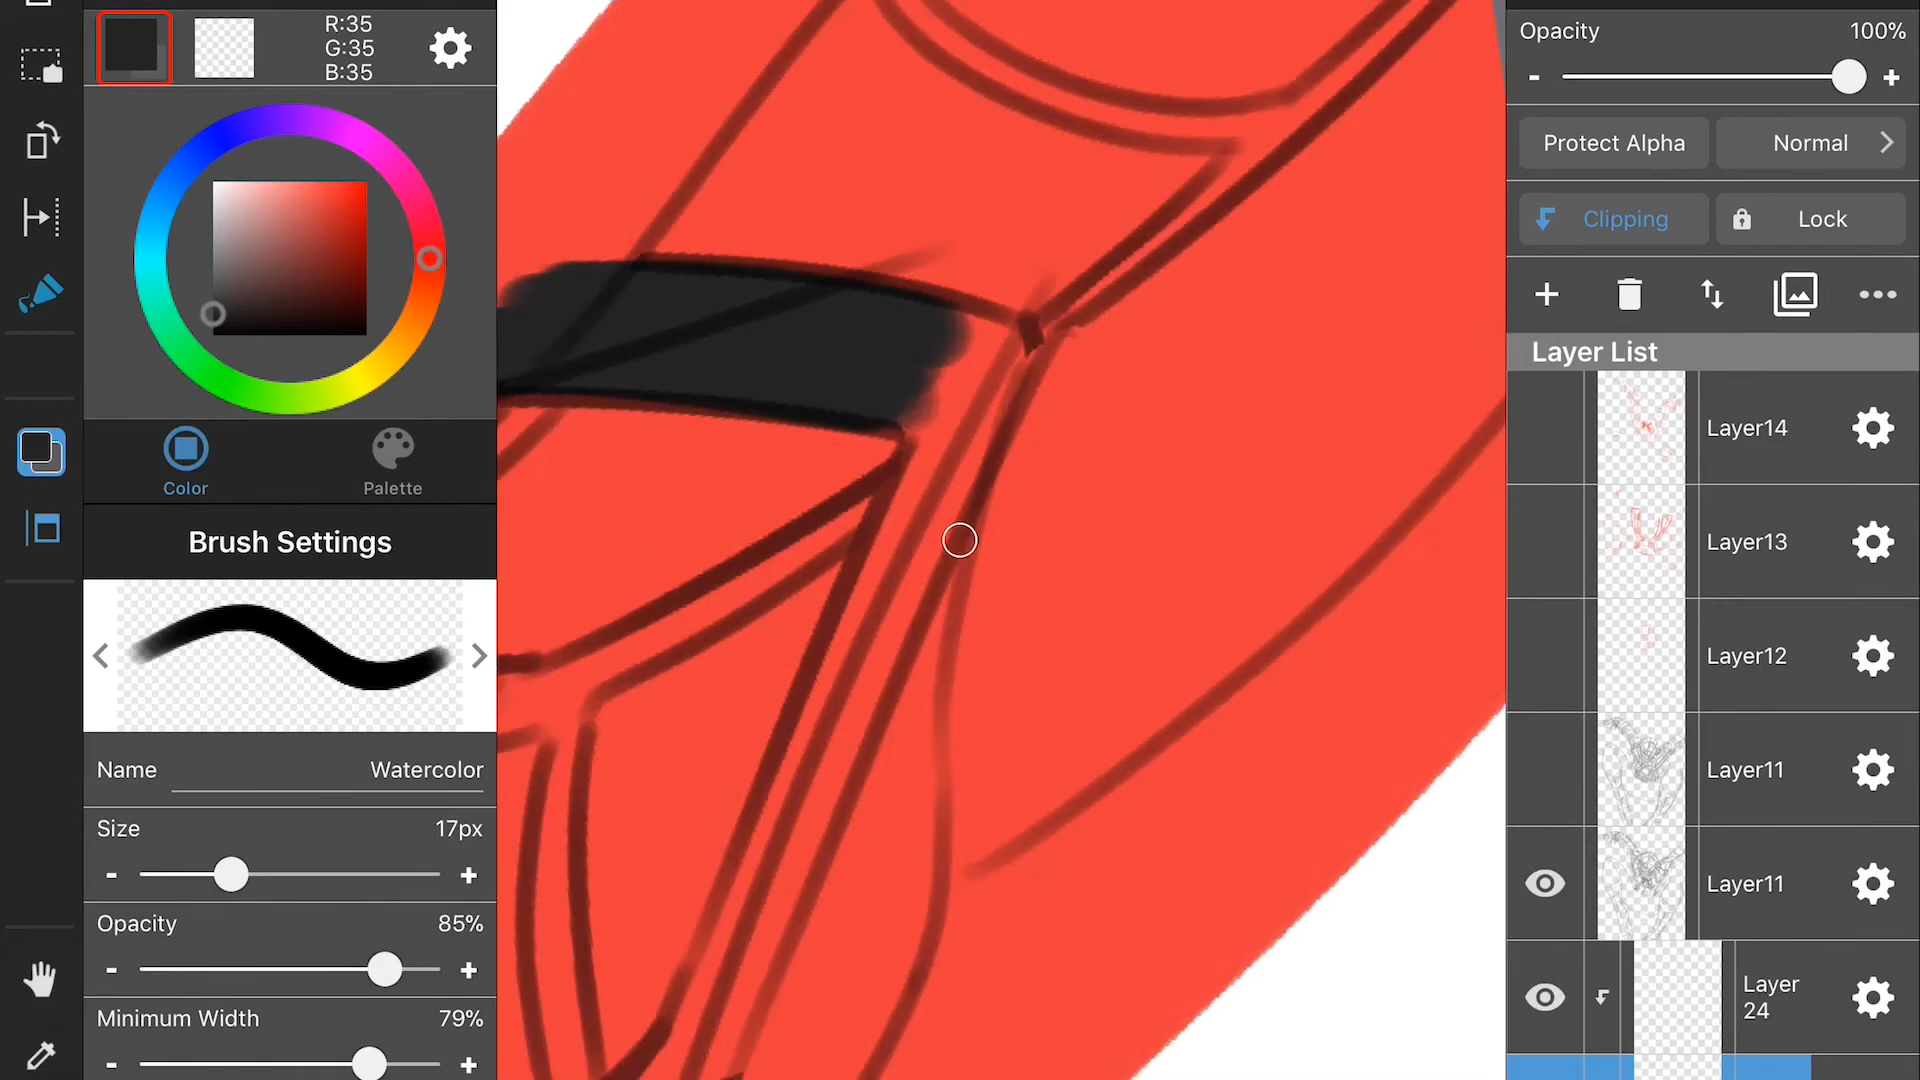 R:35
G:35
B:35
Color
Palette
Brush Settings
Name
Watercolor
Size
17px
- +
Opacity
85%
- +
Minimum Width
79%
- +
Opacity
100%
- +
Protect Alpha
Normal
Clipping
Lock
Layer List
Layer14
Layer13
Layer12
Layer11
Layer11
Layer
24